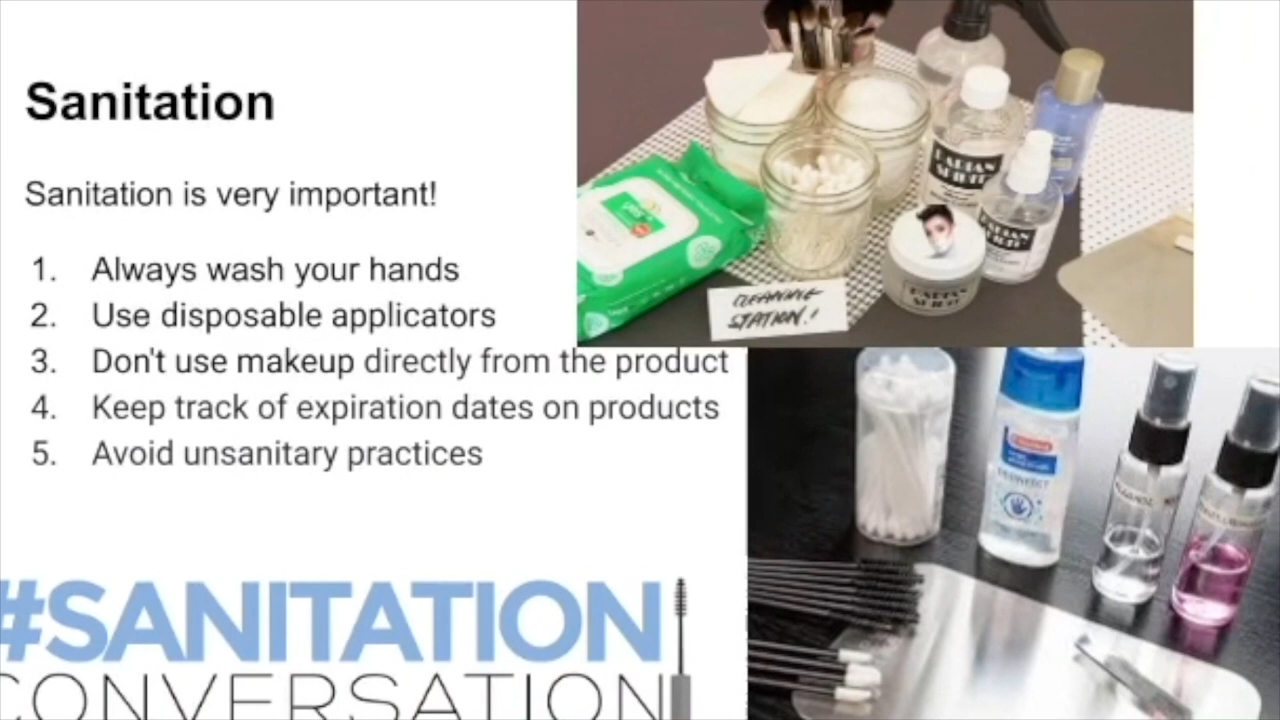 Sanitation
Sanitation is very important!
1. Always wash your hands
2. Use disposable applicators
3. Don't use makeup directly from the product
4. Keep track of expiration dates on products
5. Avoid unsanitary practices
#SANITATION
CONVERSATION
CLEANING
STATION!
yes